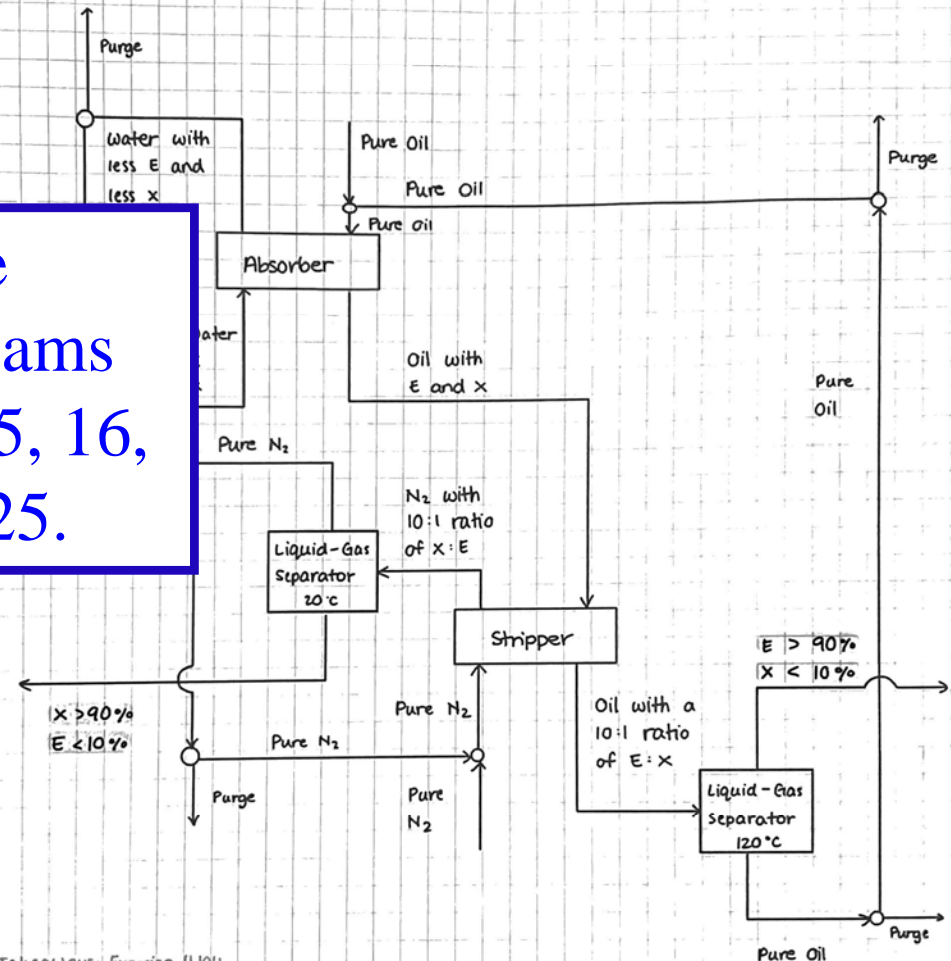 Purge
water with
less E and
less X
Pure Oil
Pure Oil
Pure Oil
Purge
Absorber
ams
5, 16,
25.
Oil with
E and X
Pure
Oil
Pure N₂
N₂ with
10:1 ratio
of X:E
Liquid-Gas
Separator
20°C
Stripper
E > 90%
X < 10%
X >90%
E <10%
Pure N₂
Oil with a
10:1 ratio
of E:X
Pure N₂
Purge
Pure
N₂
Liquid-Gas
Separator
120°C
Purge
Pure Oil